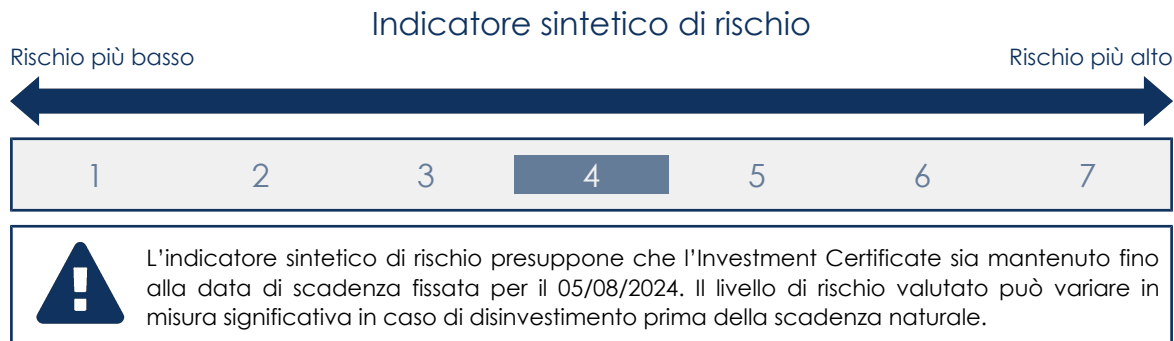 Indicatore sintetico di rischio
Rischio più basso
Rischio più alto
1 2 3 4 5 6 7
L'indicatore sintetico di rischio presuppone che l'Investment Certificate sia mantenuto fino
alla data di scadenza fissata per il 05/08/2024. Il livello di rischio valutato può variare in
misura significativa in caso di disinvestimento prima della scadenza naturale.